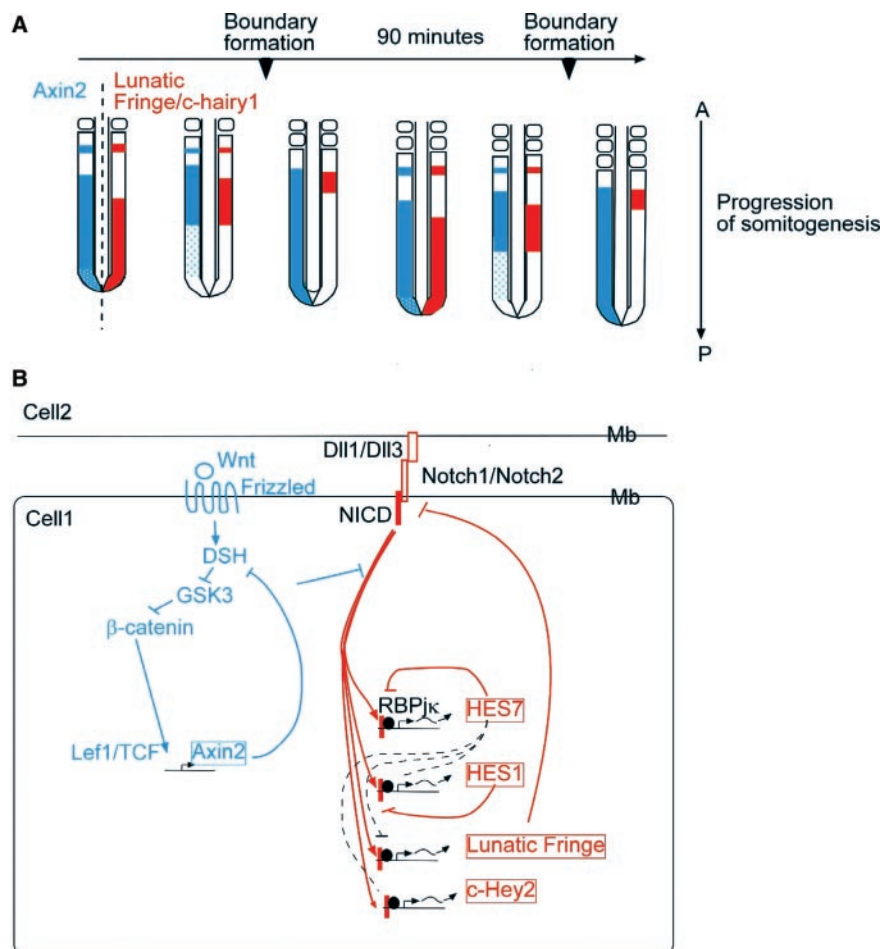 A
Boundary
formation
90 minutes
Boundary
formation
Axin2
Lunatic
Fringe/c-hairy1
A
Progression
of somitogenesis
P
B
Cell2
Mb
Dll1/Dll3
Wnt
Frizzled
Notch1/Notch2
Mb
Cell1
NICD
DSH
GSK3
β-catenin
RBPjκ
HES7
Lef1/TCF
Axin2
HES1
Lunatic Fringe
c-Hey2